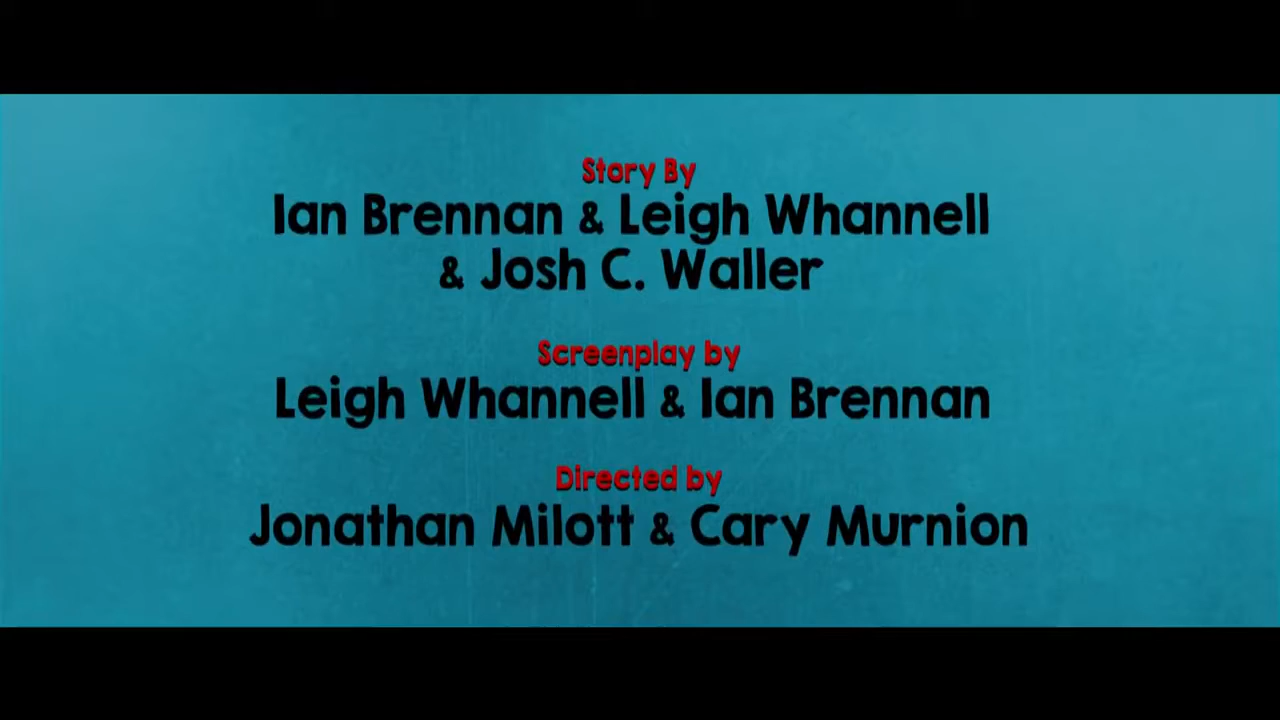 Story By
Ian Brennan & Leigh Whannell
& Josh C. Waller
Screenplay by
Leigh Whannell & Ian Brennan
Directed by
Jonathan Milott & Cary Murnion